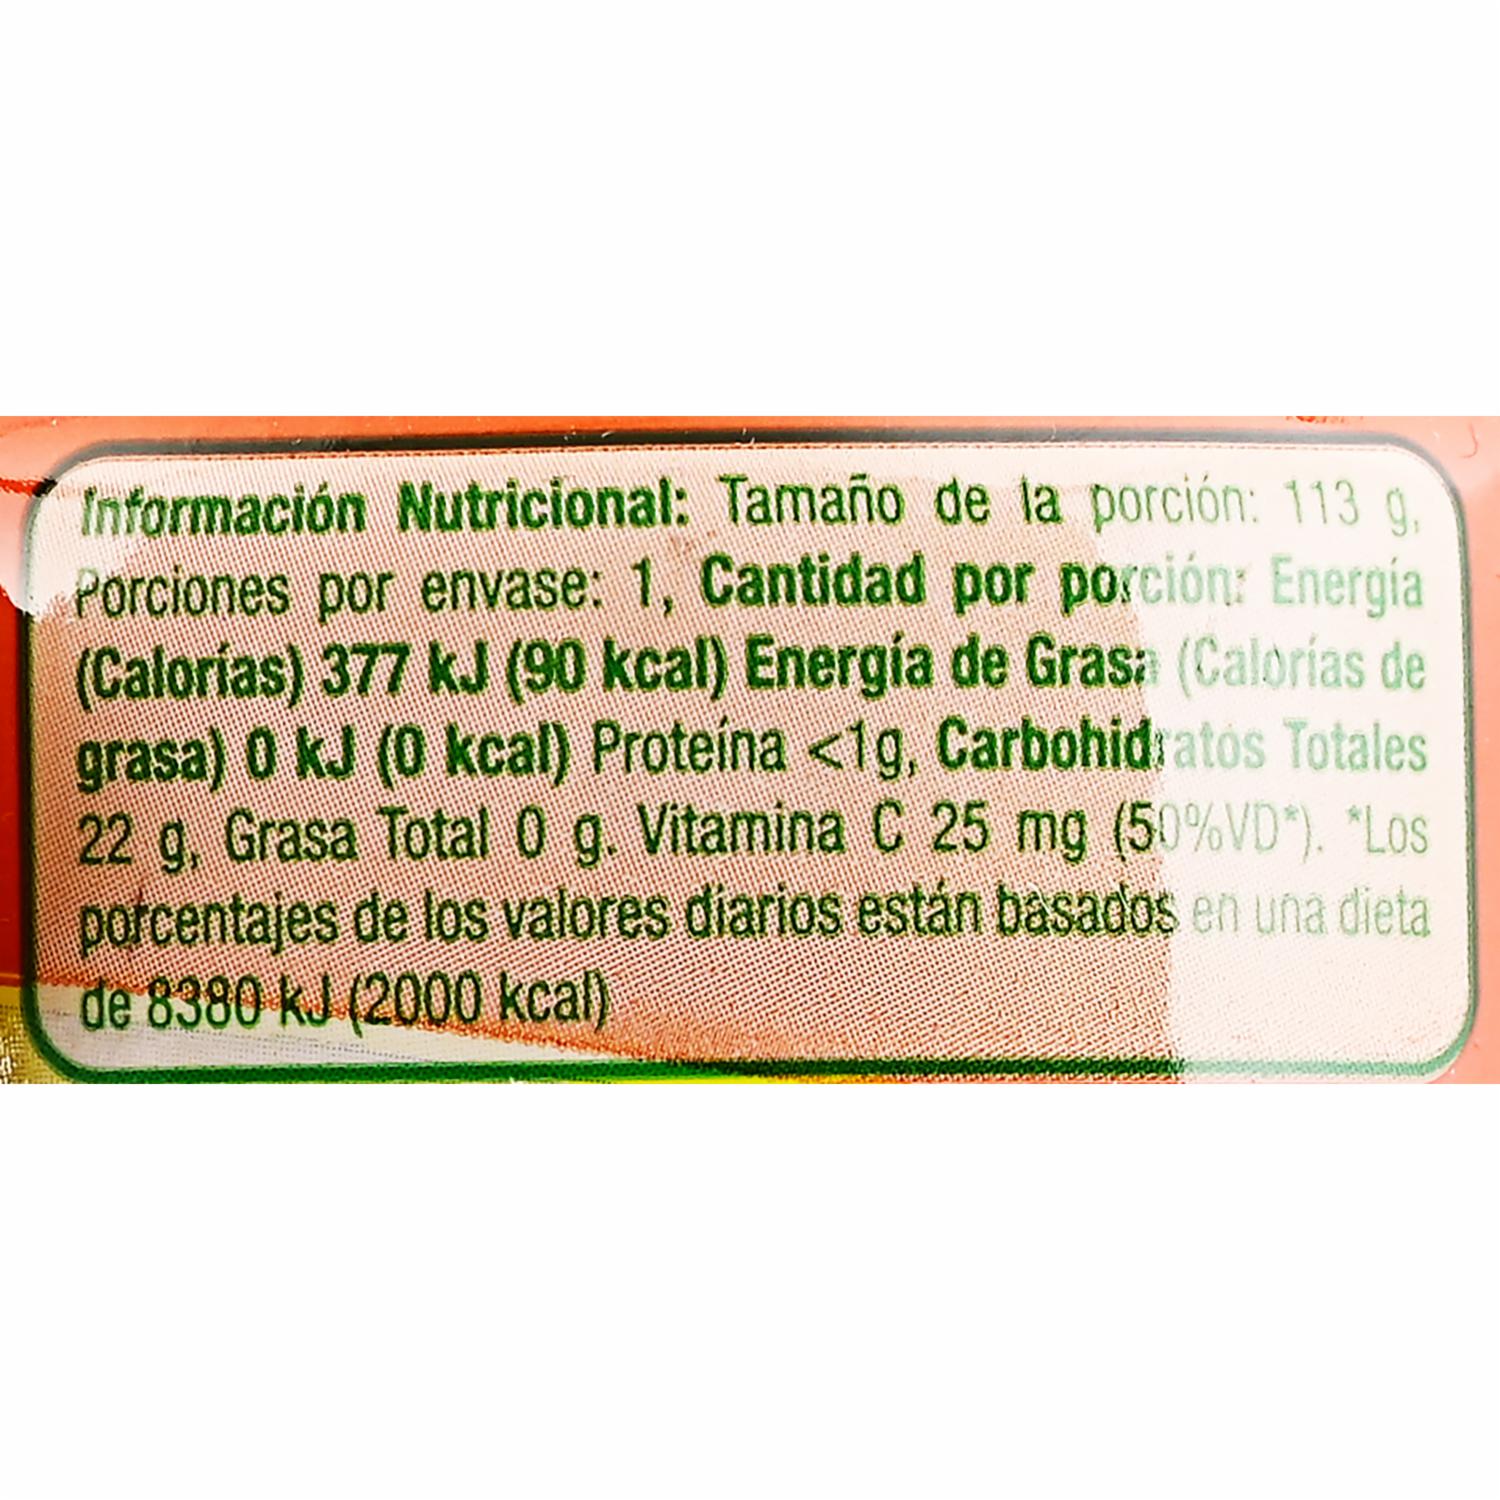 Información Nutricional: Tamaño de la porción: 113 g,
Porciones por envase: 1, Cantidad por porción: Energía
(Calorías) 377 kJ (90 kcal) Energía de Grasa (Calorías de
grasa) 0 kJ (0 kcal) Proteína <1g, Carbohidratos Totales
22 g, Grasa Total 0 g. Vitamina C 25 mg (50%VD*). *Los
porcentajes de los valores diarios están basados en una dieta
de 8380 kJ (2000 kcal)